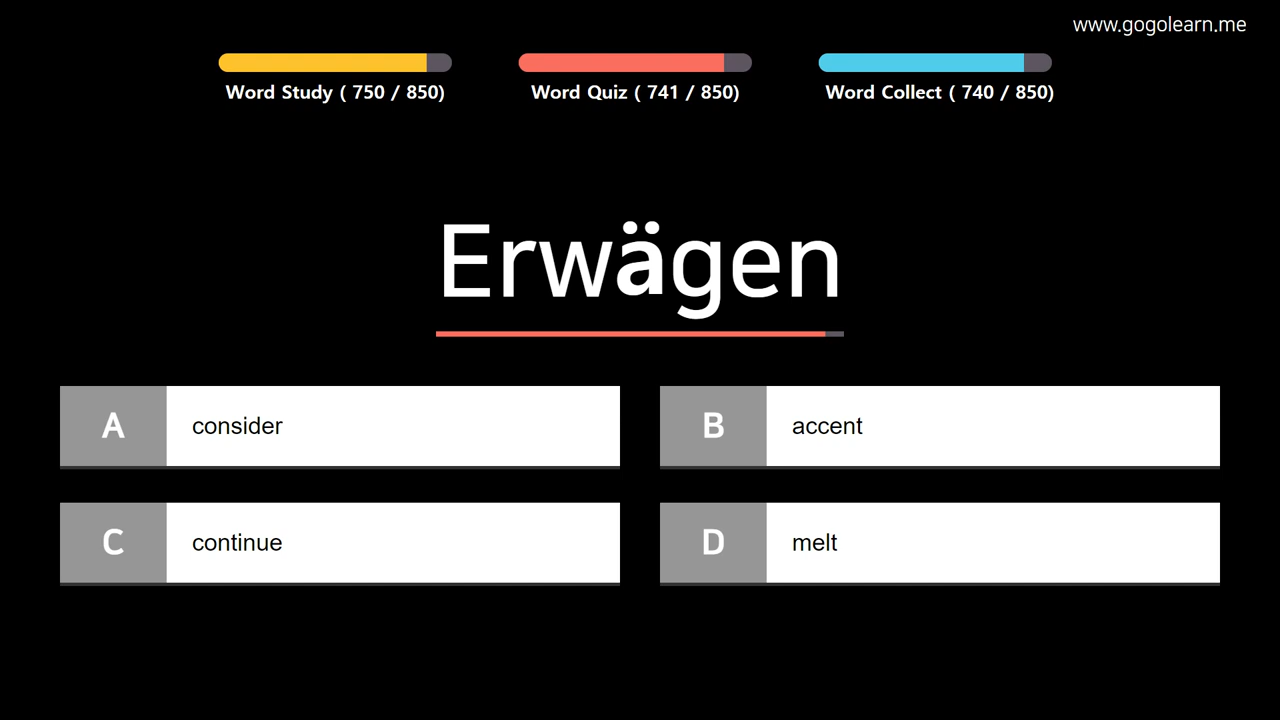 www.gogolearn.me
Word Study ( 750 / 850)
Word Quiz ( 741 / 850)
Word Collect ( 740 / 850)
Erwägen
A
consider
B
accent
C
continue
D
melt